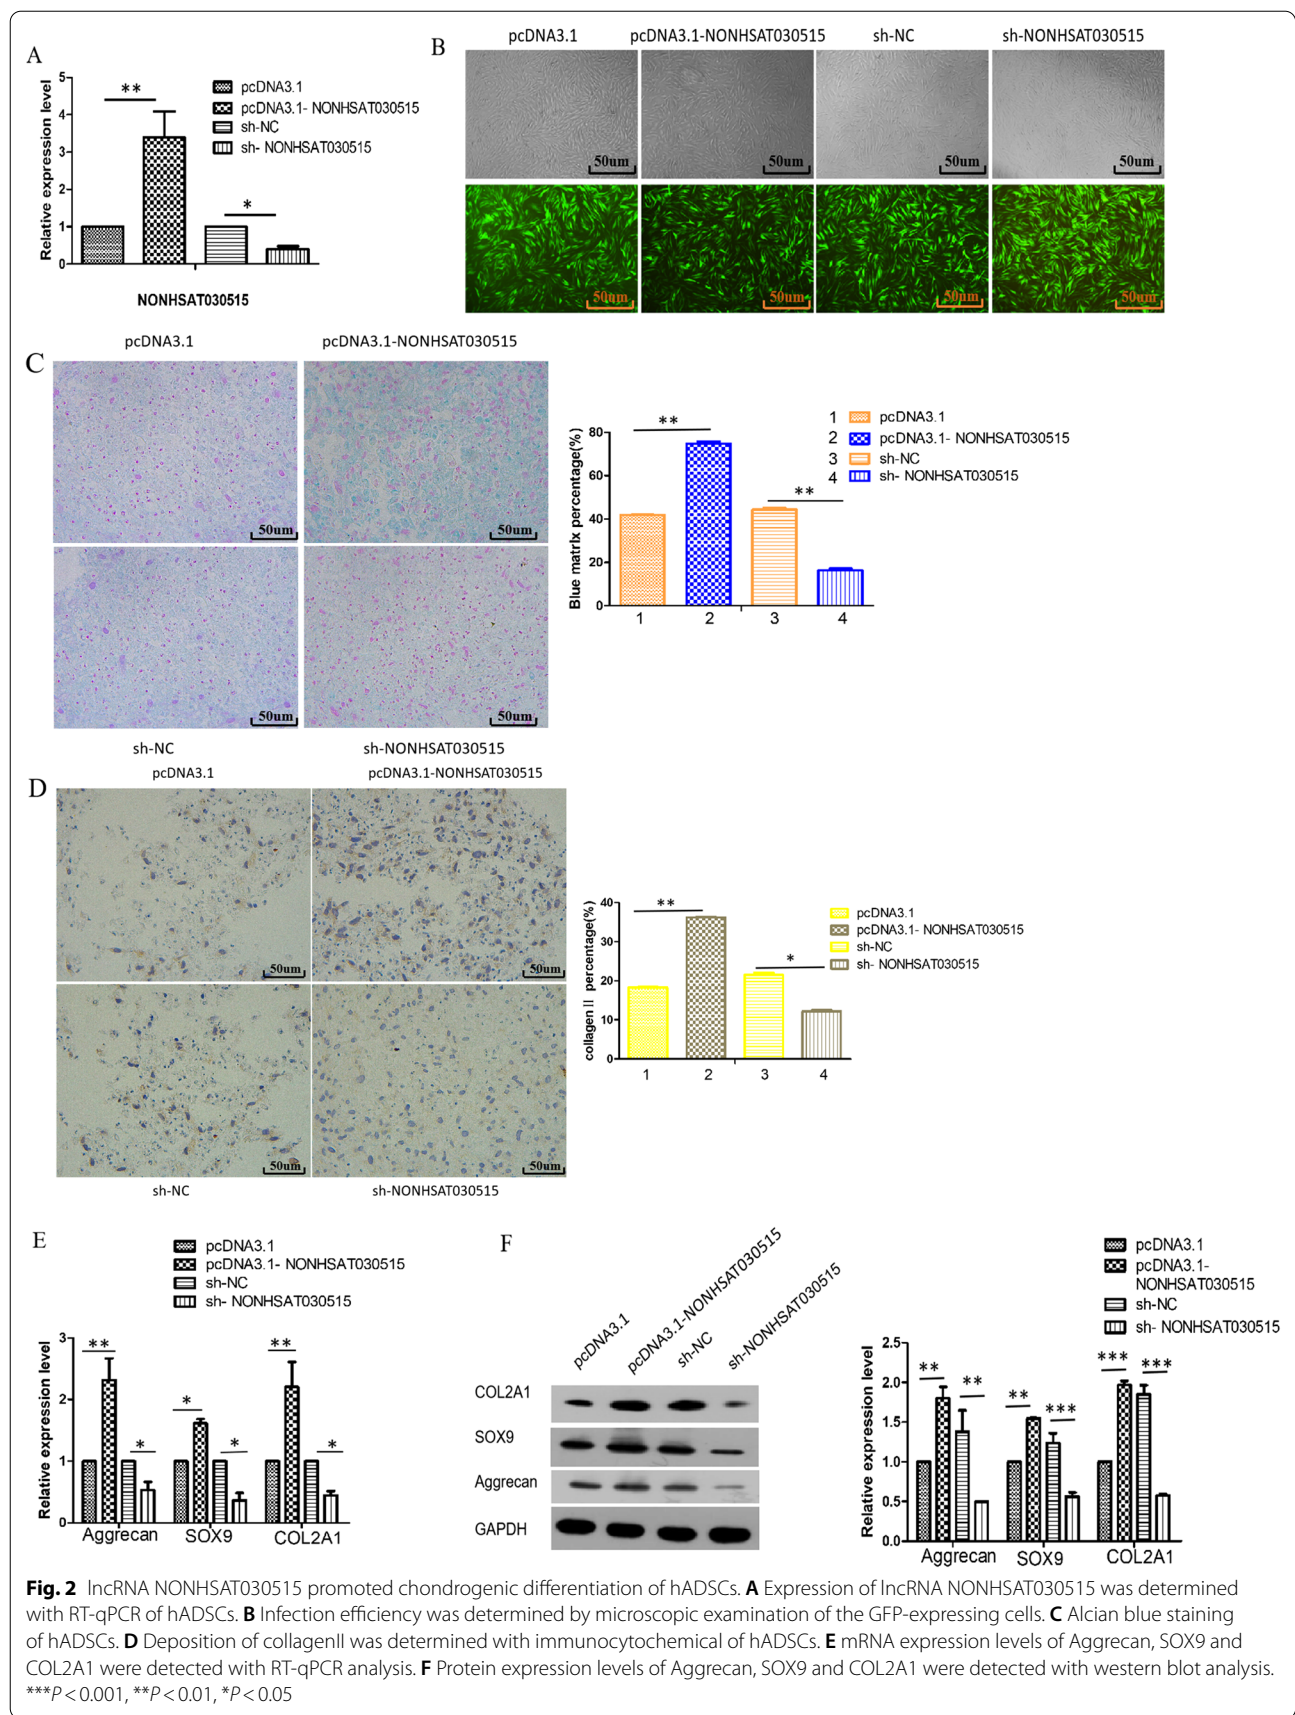 A
Relative expression level
5
4
3
2
1
0
**
*
pcDNA3.1
pcDNA3.1- NONHSAT030515
sh-NC
sh- NONHSAT030515
NONHSAT030515
B
pcDNA3.1
pcDNA3.1-NONHSAT030515
sh-NC
sh-NONHSAT030515
50um
50um
50um
50um
50um
50um
50um
50um
C
pcDNA3.1
pcDNA3.1-NONHSAT030515
50um
50um
50um
50um
sh-NC
sh-NONHSAT030515
Blue matrix percentage(%)
80
60
40
20
0
**
**
1
2
3
4
1 pcDNA3.1
2 pcDNA3.1- NONHSAT030515
3 sh-NC
4 sh- NONHSAT030515
D
pcDNA3.1
pcDNA3.1-NONHSAT030515
50um
50um
50um
50um
sh-NC
sh-NONHSAT030515
collagen II percentage(%)
40
30
20
10
0
**
*
1
2
3
4
pcDNA3.1
pcDNA3.1- NONHSAT030515
sh-NC
sh- NONHSAT030515
E
pcDNA3.1
pcDNA3.1- NONHSAT030515
sh-NC
sh- NONHSAT030515
Relative expression level
3
2
1
0
**
*
*
*
**
*
Aggrecan
SOX9
COL2A1
F
pcDNA3.1
pcDNA3.1-NONHSAT030515
sh-NC
sh-NONHSAT030515
COL2A1
SOX9
Aggrecan
GAPDH
pcDNA3.1
pcDNA3.1-
NONHSAT030515
sh-NC
sh- NONHSAT030515
Relative expression level
2.5
2.0
1.5
1.0
0.5
0.0
**
**
**
***
***
***
Aggrecan
SOX9
COL2A1
Fig. 2 lncRNA NONHSAT030515 promoted chondrogenic differentiation of hADSCs. A Expression of lncRNA NONHSAT030515 was determined
with RT-qPCR of hADSCs. B Infection efficiency was determined by microscopic examination of the GFP-expressing cells. C Alcian blue staining
of hADSCs. D Deposition of collagenII was determined with immunocytochemical of hADSCs. E mRNA expression levels of Aggrecan, SOX9 and
COL2A1 were detected with RT-qPCR analysis. F Protein expression levels of Aggrecan, SOX9 and COL2A1 were detected with western blot analysis.
***P < 0.001, **P < 0.01, *P < 0.05